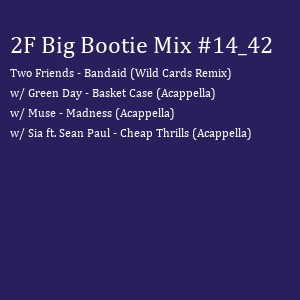 2F Big Bootie Mix #14_42
Two Friends - Bandaid (Wild Cards Remix)
w/ Green Day - Basket Case (Acappella)
w/ Muse - Madness (Acappella)
w/ Sia ft. Sean Paul - Cheap Thrills (Acappella)